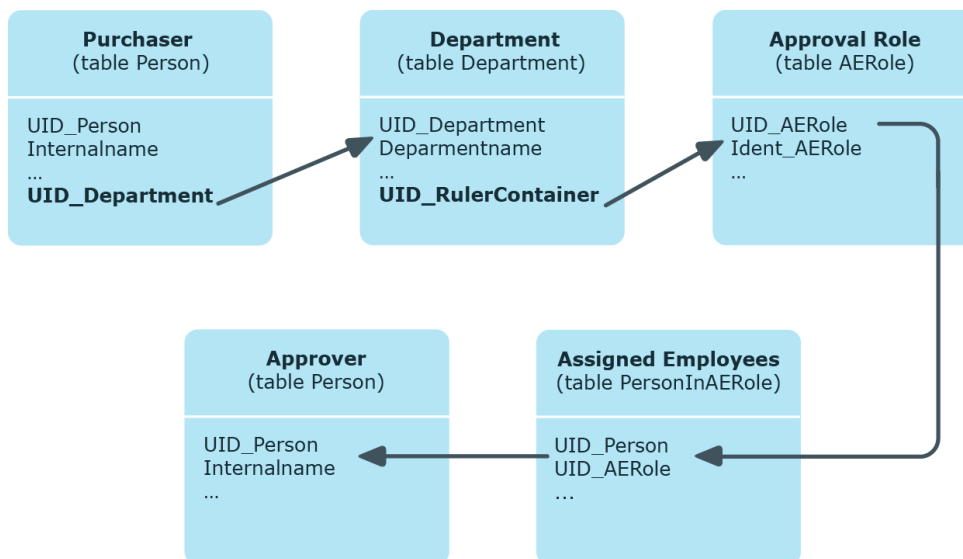 Purchaser
(table Person)
UID_Person
Internalname
...
UID_Department
Department
(table Department)
UID_Department
Deparmentname
...
UID_RulerContainer
Approval Role
(table AERole)
UID_AERole
Ident_AERole
...
Approver
(table Person)
UID_Person
Internalname
...
Assigned Employees
(table PersonInAERole)
UID_Person
UID_AERole
...